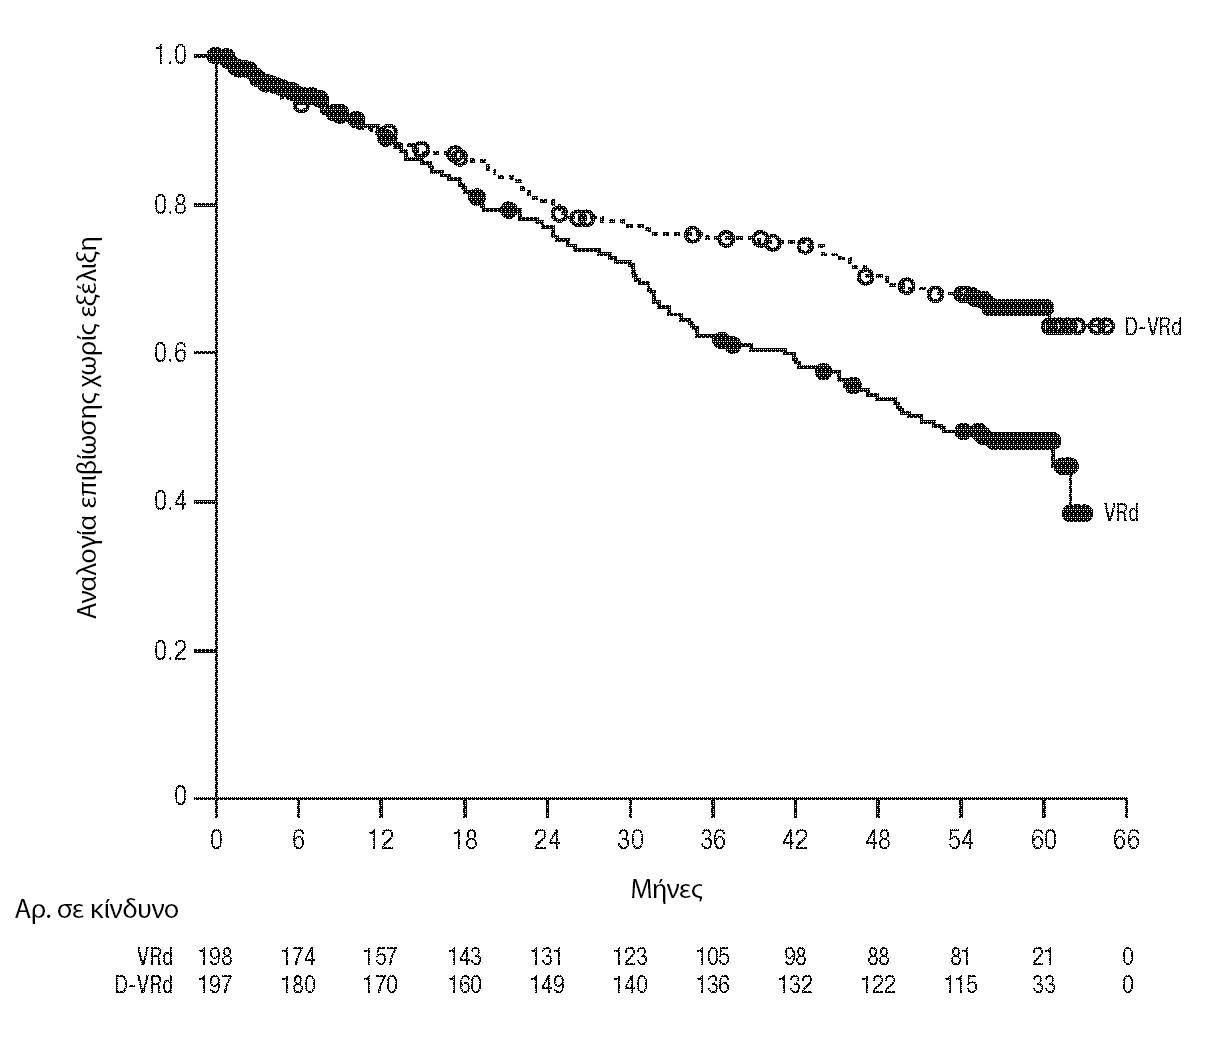 Αναλογία επιβίωσης χωρίς εξέλιξη
1.0
0.8
0.6
0.4
0.2
0
D-VRd
VRd
0 6 12 18 24 30 36 42 48 54 60 66
Μήνες
Αρ. σε κίνδυνο
VRd 198 174 157 143 131 123 105 98 88 81 21 0
D-VRd 197 180 170 160 149 140 136 132 122 115 33 0